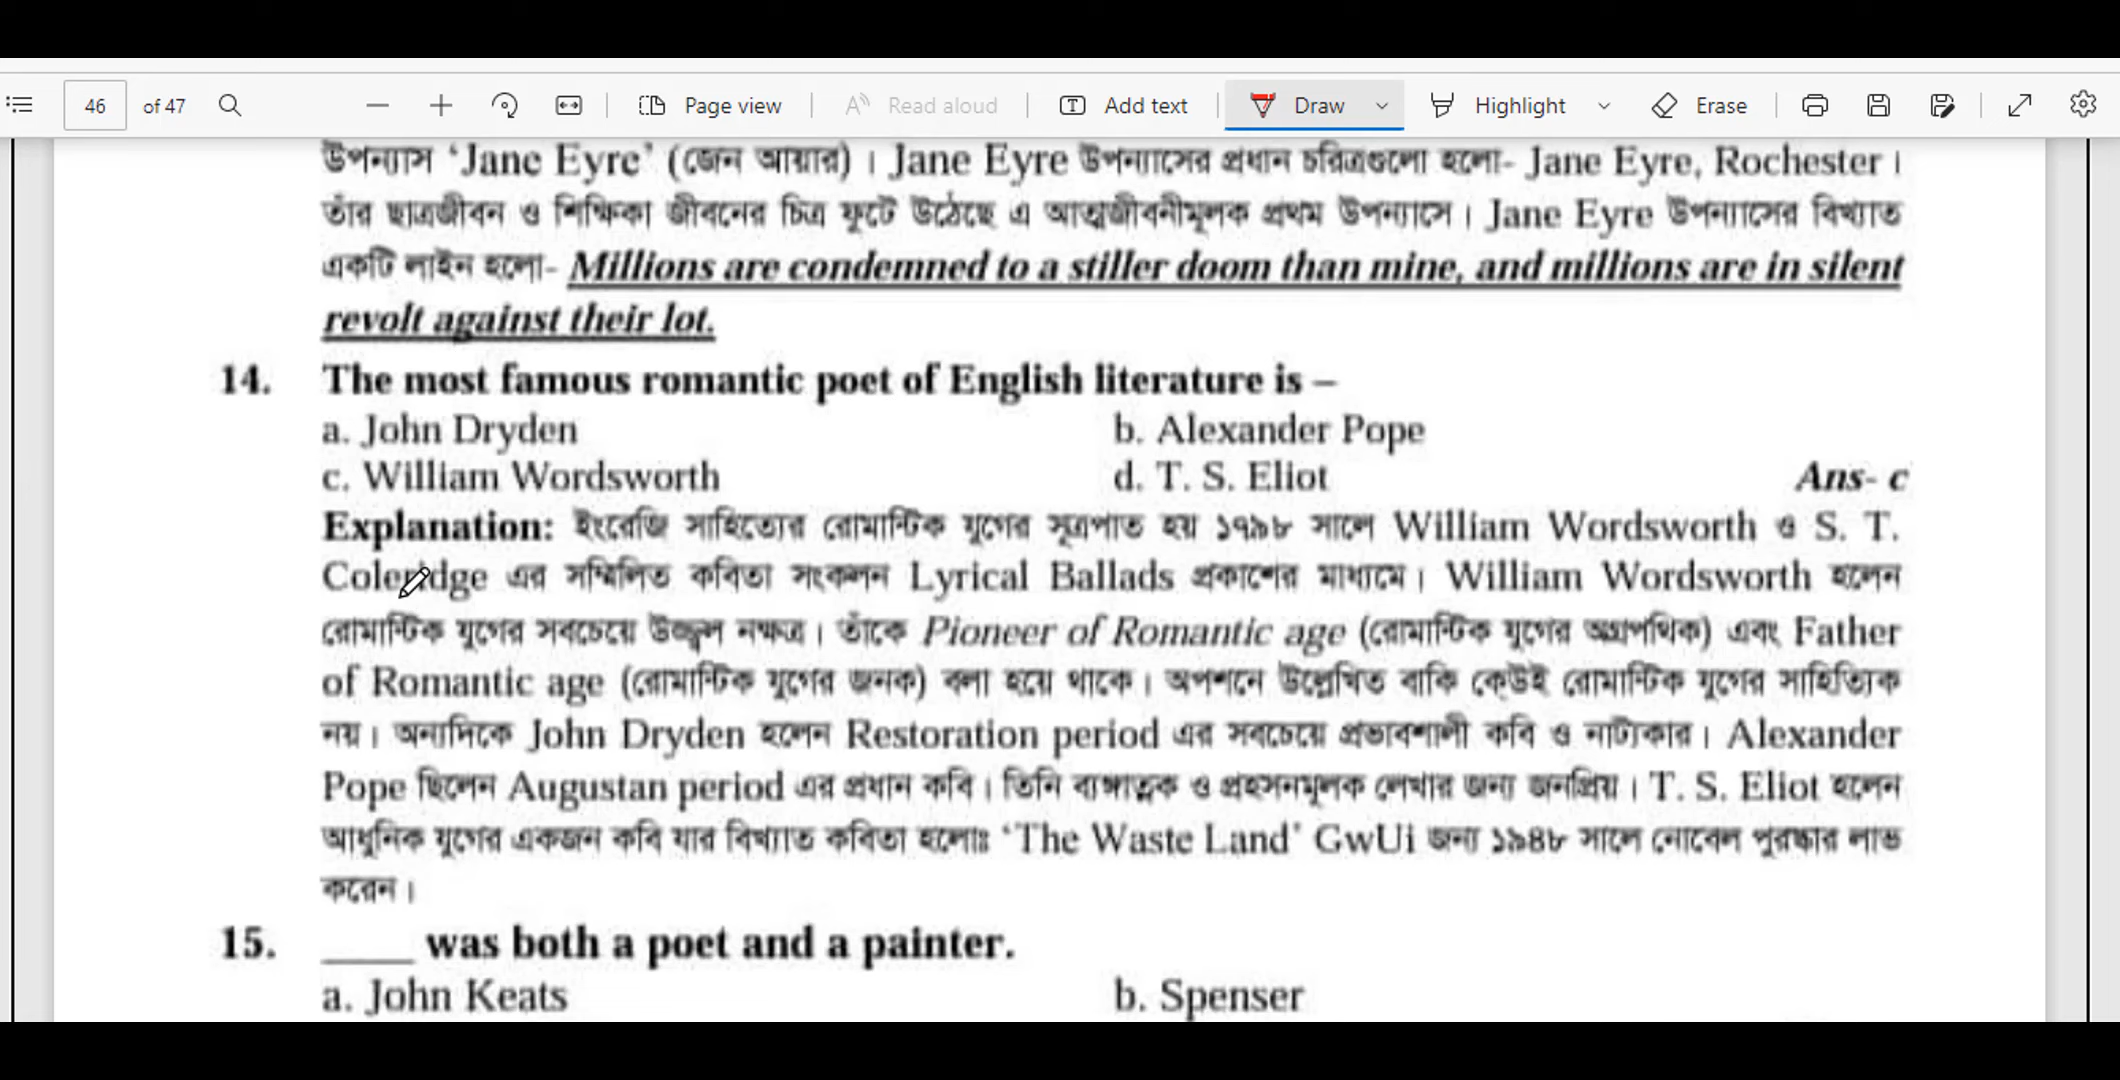 46 of 47 Page view Read aloud Add text Draw Highlight Erase
উপন্যাস ‘Jane Eyre’ (জেন আয়ার)। Jane Eyre উপন্যাসের প্রধান চরিত্রগুলো হলো- Jane Eyre, Rochester।
তাঁর ছাত্রজীবন ও শিক্ষিকা জীবনের চিত্র ফুটে উঠেছে এ আত্মজীবনীমূলক প্রথম উপন্যাসে। Jane Eyre উপন্যাসের বিখ্যাত
একটি লাইন হলো- Millions are condemned to a stiller doom than mine, and millions are in silent
revolt against their lot.
14. The most famous romantic poet of English literature is –
a. John Dryden b. Alexander Pope
c. William Wordsworth d. T. S. Eliot Ans- c
Explanation: ইংরেজি সাহিত্যের রোমান্টিক যুগের সূত্রপাত হয় ১৭৯৮ সালে William Wordsworth ও S. T.
Coleridge এর সম্মিলিত কবিতা সংকলন Lyrical Ballads প্রকাশের মাধ্যমে। William Wordsworth হলেন
রোমান্টিক যুগের সবচেয়ে উজ্জ্বল নক্ষত্র। তাঁকে Pioneer of Romantic age (রোমান্টিক যুগের অগ্রপথিক) এবং Father
of Romantic age (রোমান্টিক যুগের জনক) বলা হয়ে থাকে। অপশনে উল্লেখিত বাকি কেউই রোমান্টিক যুগের সাহিত্যিক
নয়। অন্যদিকে John Dryden হলেন Restoration period এর সবচেয়ে প্রভাবশালী কবি ও নাট্যকার। Alexander
Pope ছিলেন Augustan period এর প্রধান কবি। তিনি ব্যঙ্গাত্নক ও প্রহসনমূলক লেখার জন্য জনপ্রিয়। T. S. Eliot হলেন
আধুনিক যুগের একজন কবি যার বিখ্যাত কবিতা হলোঃ ‘The Waste Land’ GwUi জন্য ১৯৪৮ সালে নোবেল পুরস্কার লাভ
করেন।
15. ____ was both a poet and a painter.
a. John Keats b. Spenser